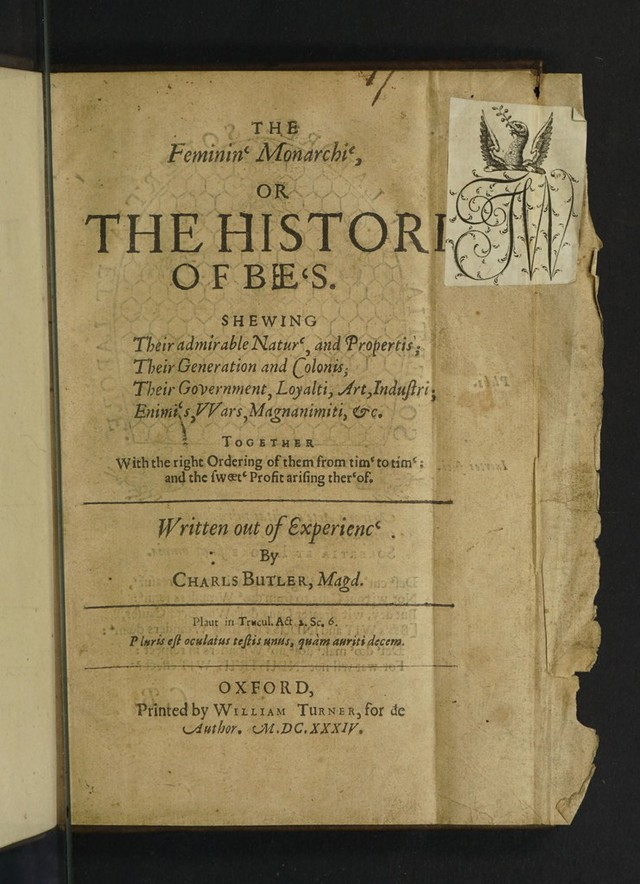 THE
Feminin‘ Monarchi‘,
OR
THE HISTORI
OF BEE‘S.
SHEWING
Their admirable Natur‘, and Propertis;
Their Generation and Colonis;
Their Government, Loyalti, Art, Induſtri;
Enimi‘s, VVars, Magnanimiti, &c.
TOGETHER
With the right Ordering of them from tim‘ to tim‘:
and the ſweet‘ Profit ariſing ther‘of.
Written out of Experienc‘.
By
CHARLS BUTLER, Magd.
Plaut in Trucul. Act 2. Sc. 6.
Pluris eſt oculatus teſtis unus, quàm auriti decem.
OXFORD,
Printed by WILLIAM TURNER, for de
Author. M.DC.XXXIV.